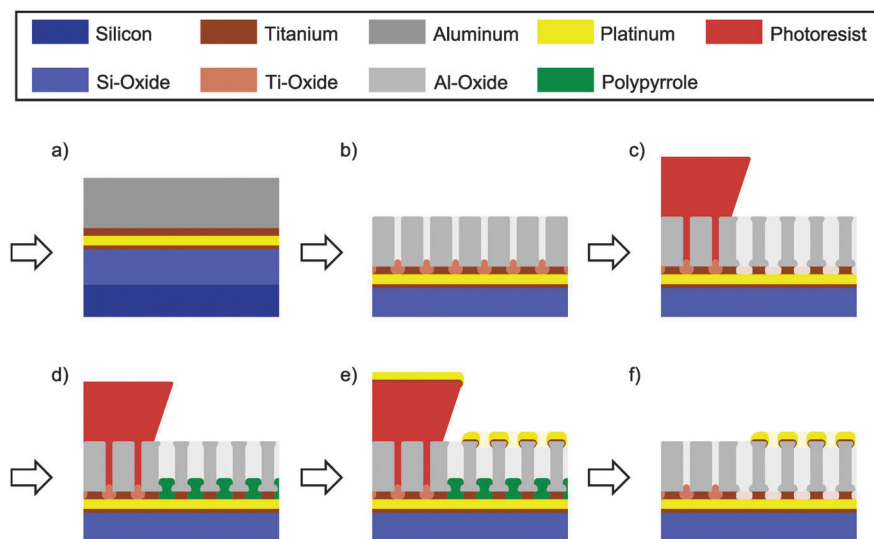 Silicon Titanium Aluminum Platinum Photoresist
Si-Oxide Ti-Oxide Al-Oxide Polypyrrole
a) b) c)
d) e) f)